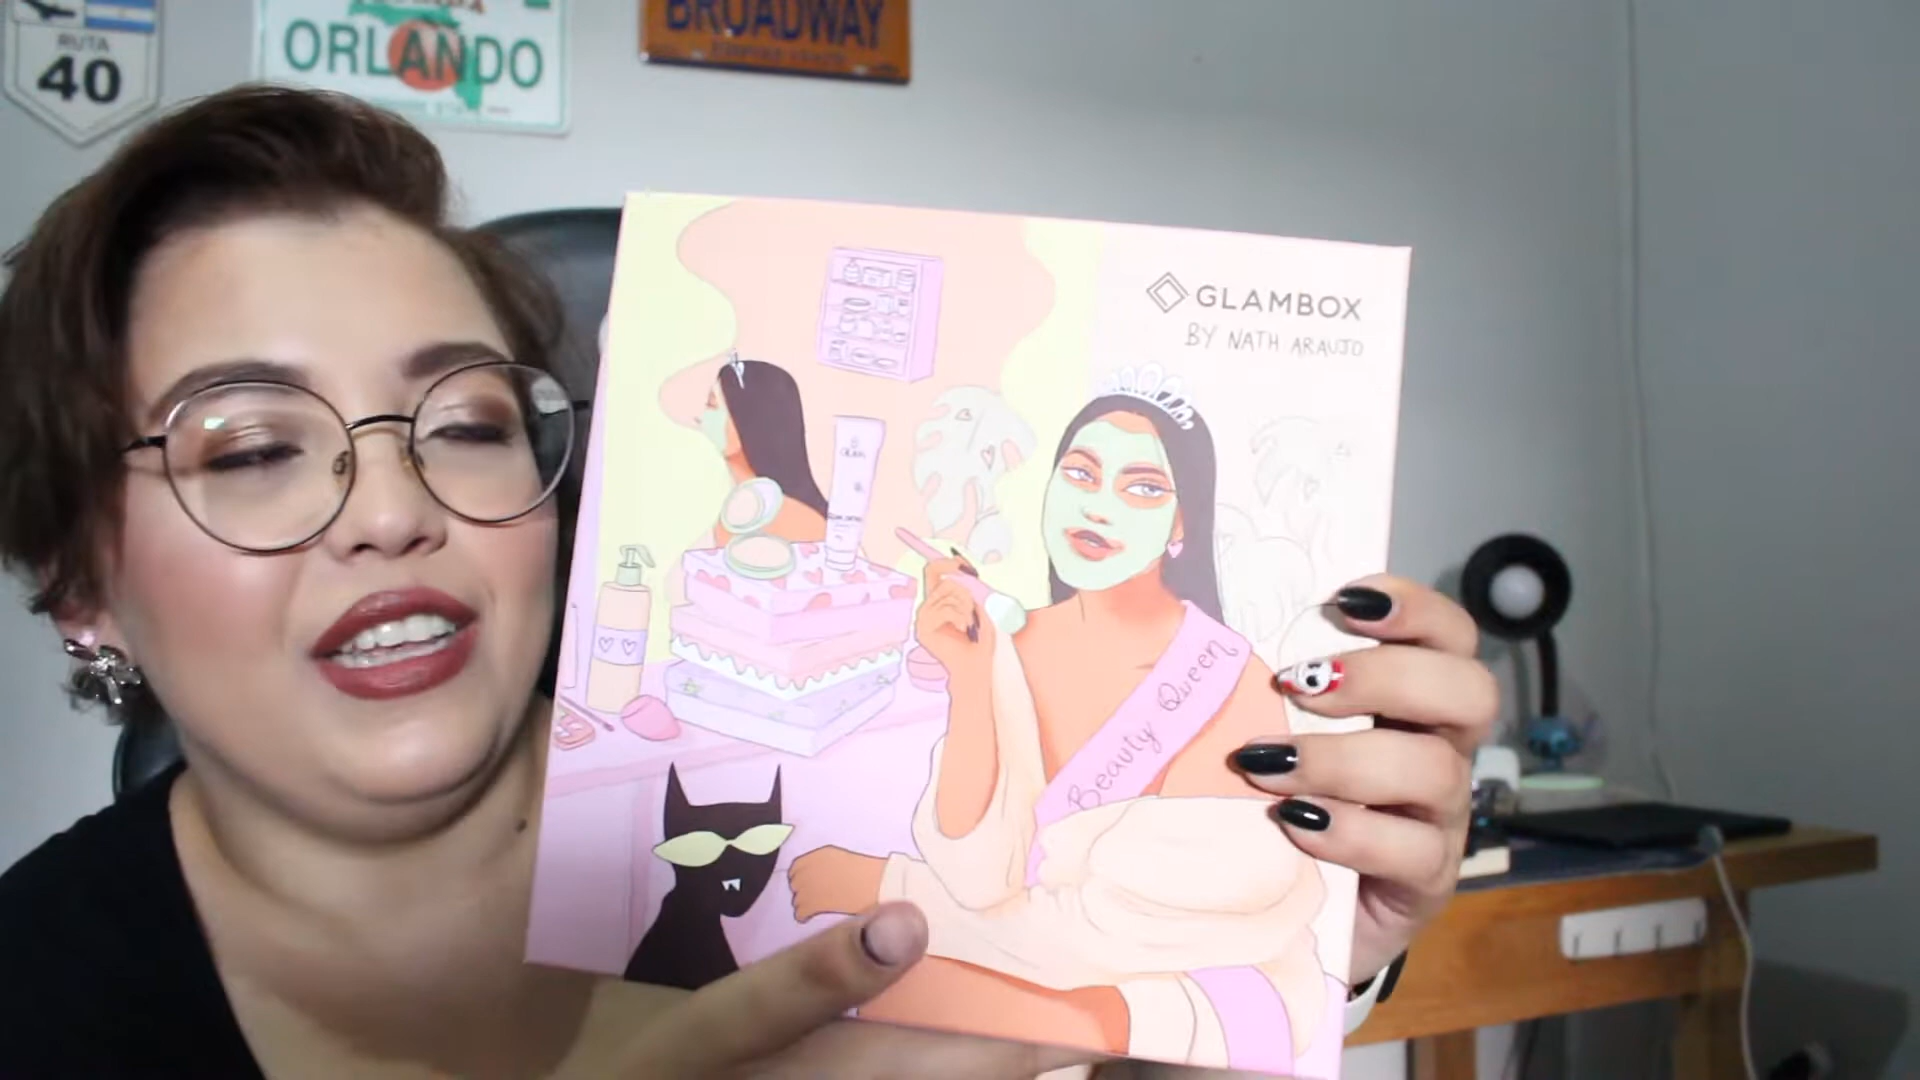 RUTA
40
ORLANDO
BROADWAY
GLAMBOX
BY NATH ARAUJO
Beauty Queen